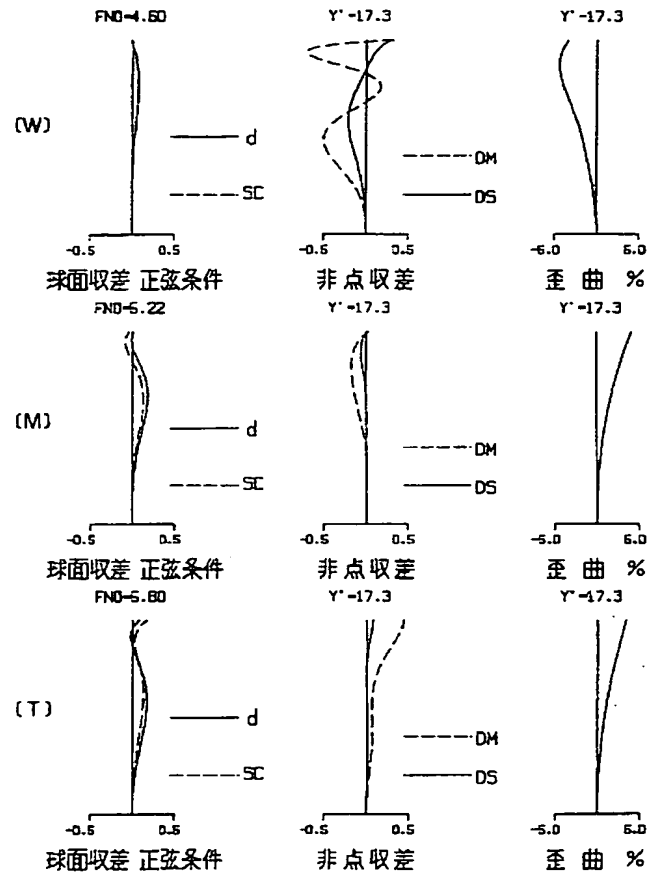 FNO-4.60 Y'-17.3 Y'-17.3
(W)
d
SC
DM
DS
-0.5 0.5 -0.5 0.5 -5.0 5.0
球面収差 正弦条件 非点収差 歪曲 %
FNO-5.22 Y'-17.3 Y'-17.3
(M)
d
SC
DM
DS
-0.5 0.5 -0.5 0.5 -5.0 5.0
球面収差 正弦条件 非点収差 歪曲 %
FNO-5.80 Y'-17.3 Y'-17.3
(T)
d
SC
DM
DS
-0.5 0.5 -0.5 0.5 -5.0 5.0
球面収差 正弦条件 非点収差 歪曲 %